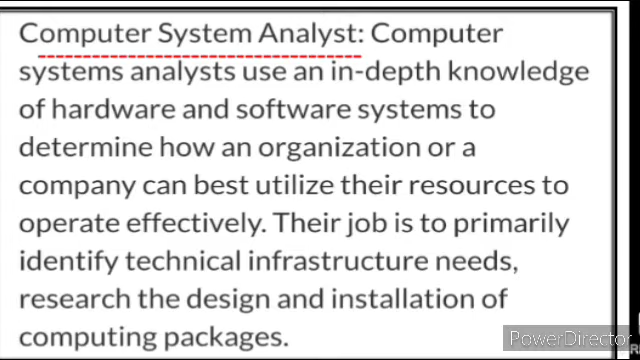 Computer System Analyst: Computer
systems analysts use an in-depth knowledge
of hardware and software systems to
determine how an organization or a
company can best utilize their resources to
operate effectively. Their job is to primarily
identify technical infrastructure needs,
research the design and installation of
computing packages.
PowerDirector